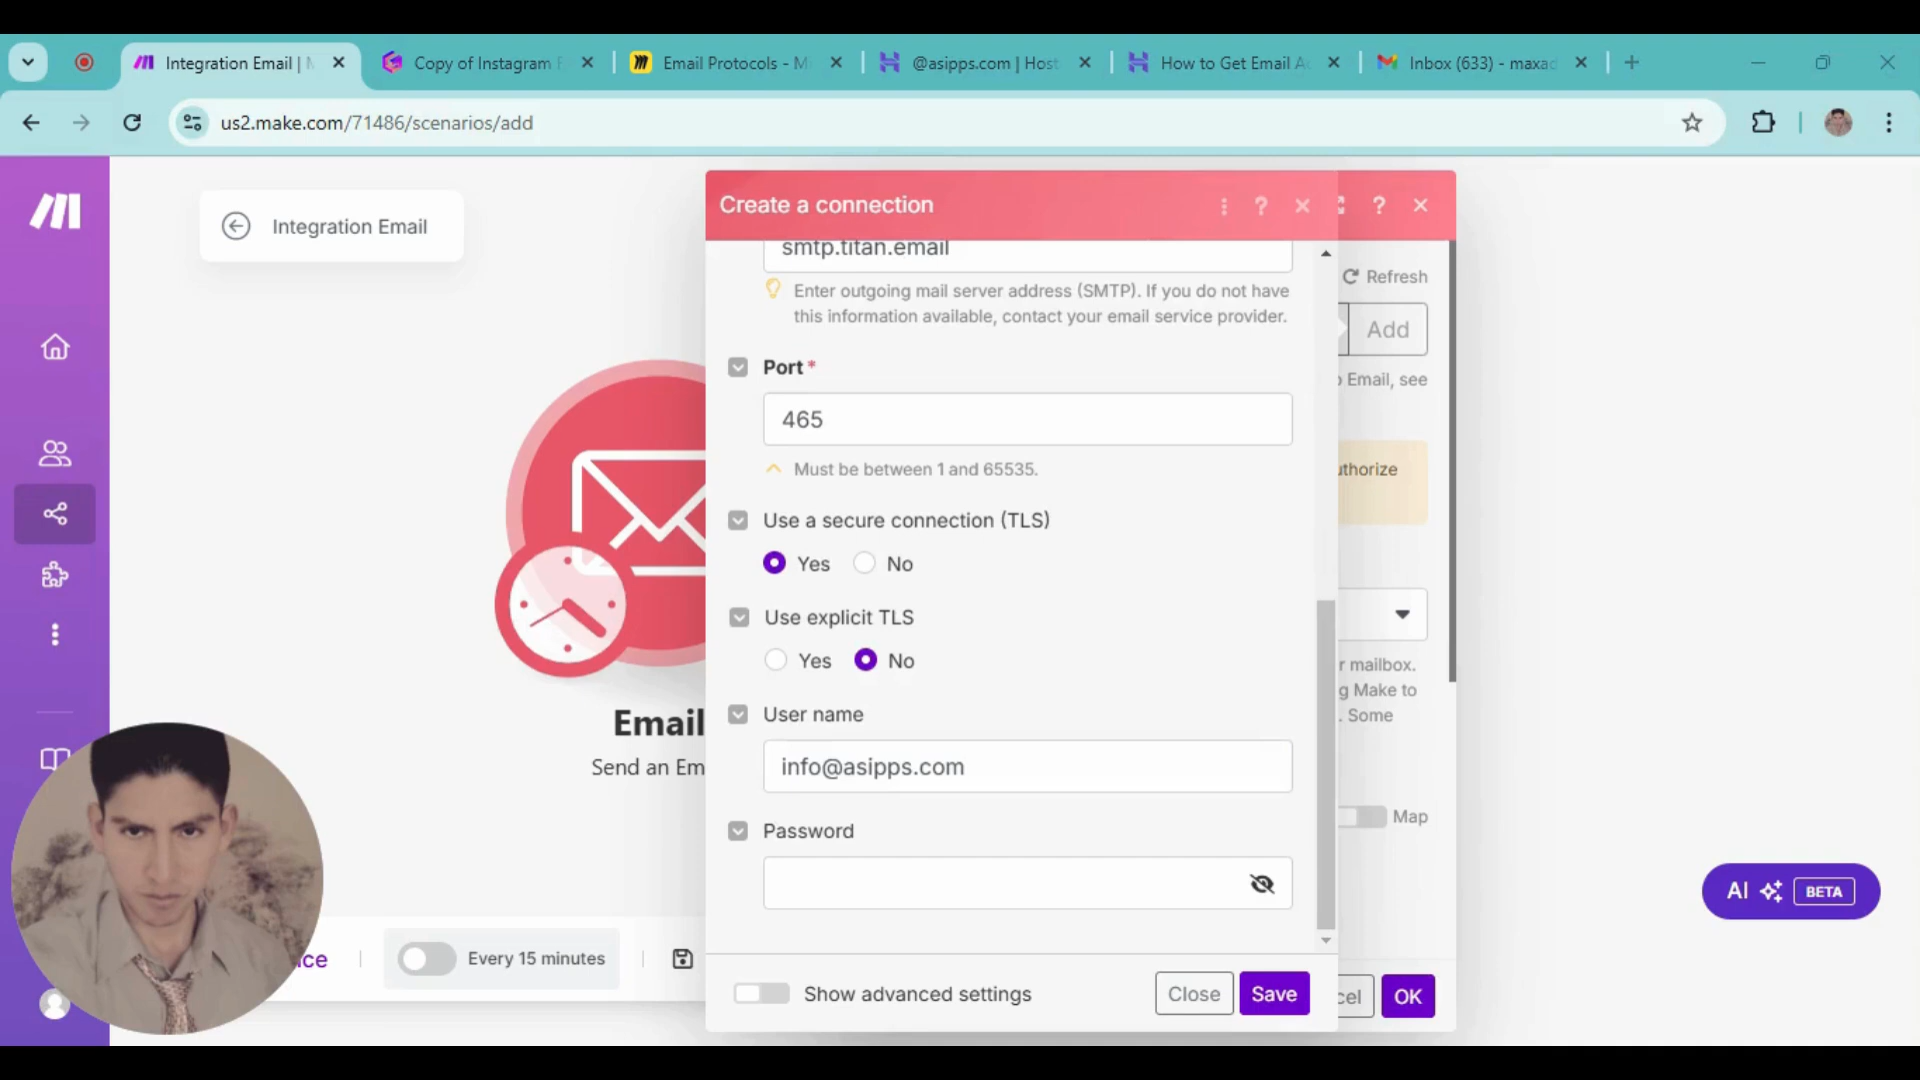 Integration Email |
Copy of Instagram
Email Protocols - M
@asipps.com | Host
How to Get Email A
Inbox (633) - maxad
us2.make.com/71486/scenarios/add
Integration Email
Create a connection
smtp.titan.email
Enter outgoing mail server address (SMTP). If you do not have
this information available, contact your email service provider.
Refresh
Add
Email, see
Port *
465
Must be between 1 and 65535.
uthorize
Use a secure connection (TLS)
Yes No
Use explicit TLS
Yes No
r mailbox.
g Make to
. Some
User name
info@asipps.com
Password
Map
Email
Send an Em
AI BETA
ce
Every 15 minutes
Show advanced settings
Close
Save
cel
OK